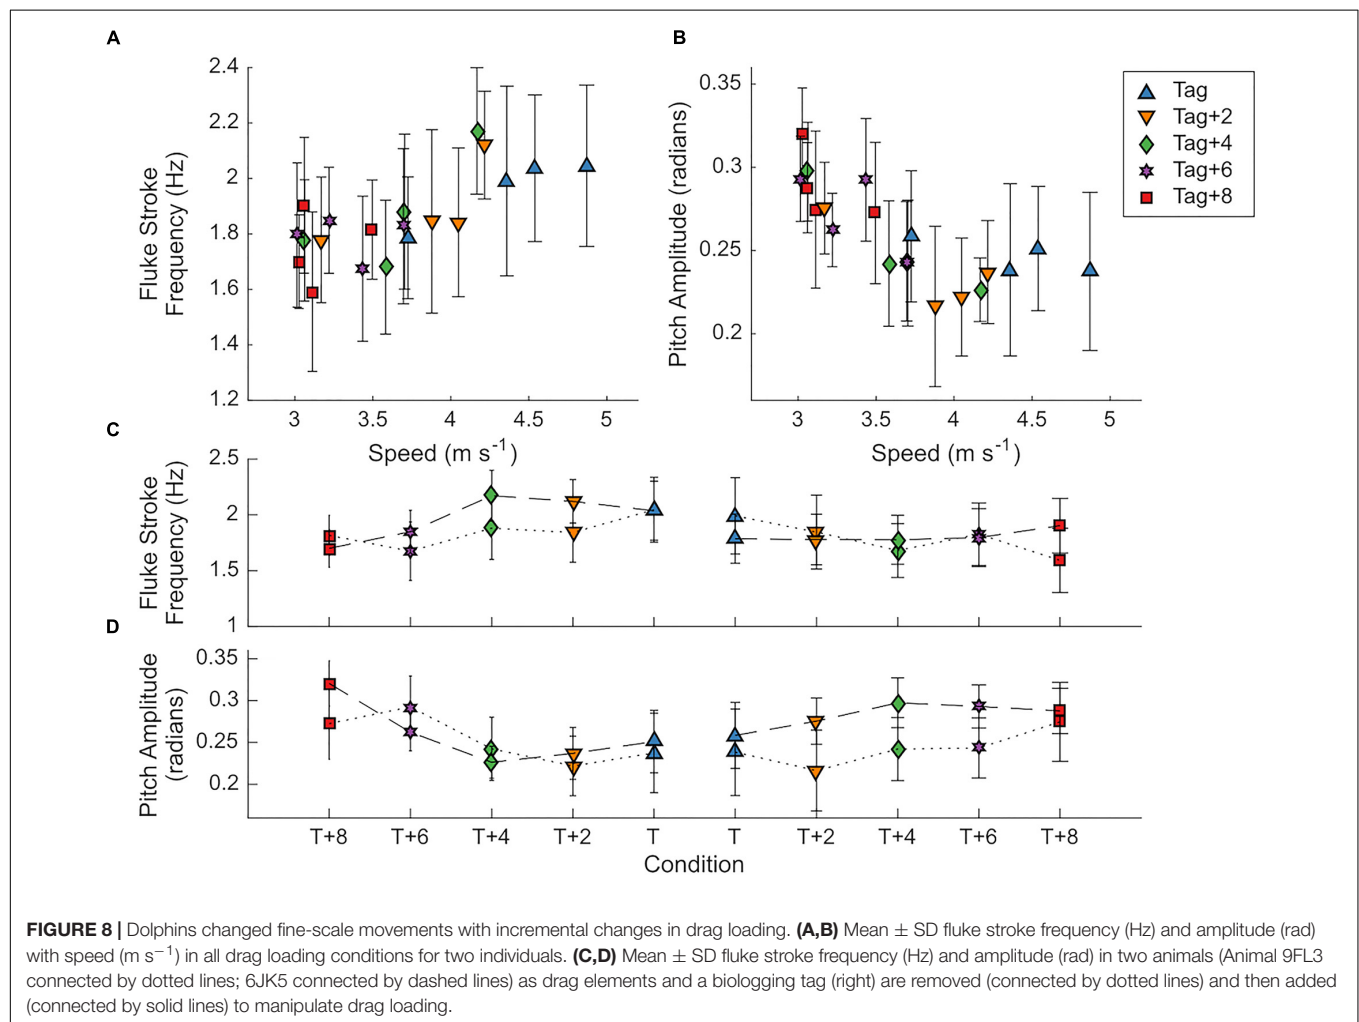 A
B
2.4
2.2
2
1.8
1.6
1.4
1.2
Fluke Stroke
Frequency (Hz)
3
3.5
4
4.5
5
Speed (m s⁻¹)
0.35
0.3
0.25
0.2
Pitch Amplitude (radians)
3
3.5
4
4.5
5
Speed (m s⁻¹)
Tag
Tag+2
Tag+4
Tag+6
Tag+8
C
2.5
2
1.5
1
Fluke Stroke
Frequency (Hz)
D
0.35
0.3
0.25
0.2
Pitch Amplitude
(radians)
T+8 T+6 T+4 T+2 T T T+2 T+4 T+6 T+8
Condition
FIGURE 8 | Dolphins changed fine-scale movements with incremental changes in drag loading. (A,B) Mean ± SD fluke stroke frequency (Hz) and amplitude (rad)
with speed (m s⁻¹) in all drag loading conditions for two individuals. (C,D) Mean ± SD fluke stroke frequency (Hz) and amplitude (rad) in two animals (Animal 9FL3
connected by dotted lines; 6JK5 connected by dashed lines) as drag elements and a biologging tag (right) are removed (connected by dotted lines) and then added
(connected by solid lines) to manipulate drag loading.